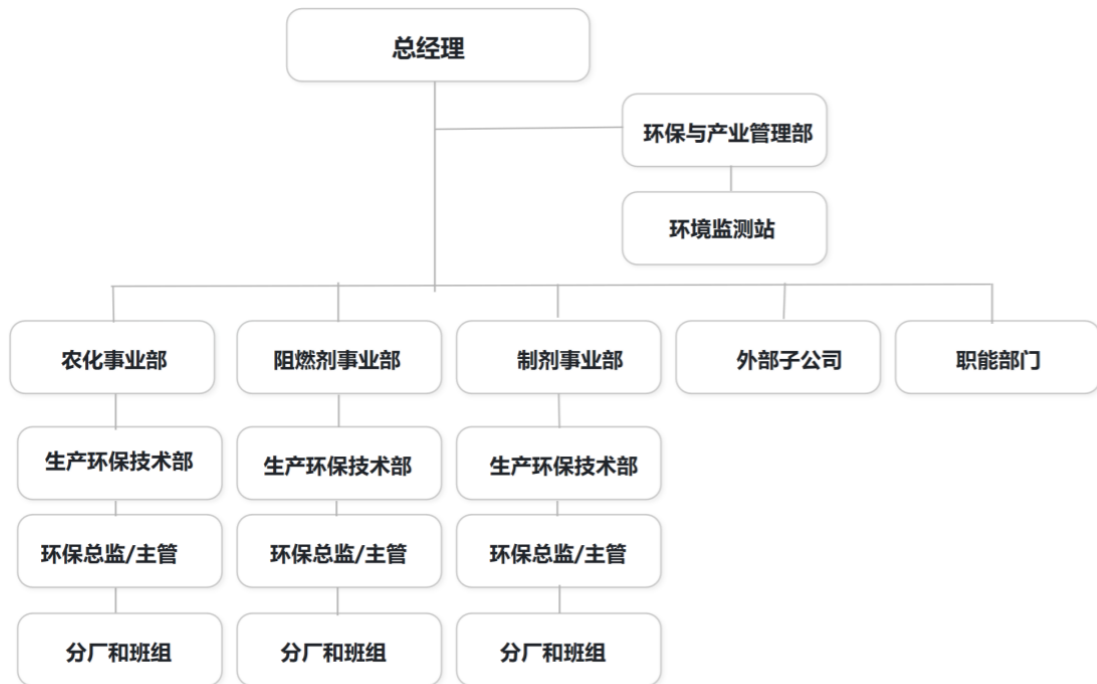 总经理
环保与产业管理部
环境监测站
农化事业部
阻燃剂事业部
制剂事业部
外部子公司
职能部门
生产环保技术部
生产环保技术部
生产环保技术部
环保总监/主管
环保总监/主管
环保总监/主管
分厂和班组
分厂和班组
分厂和班组